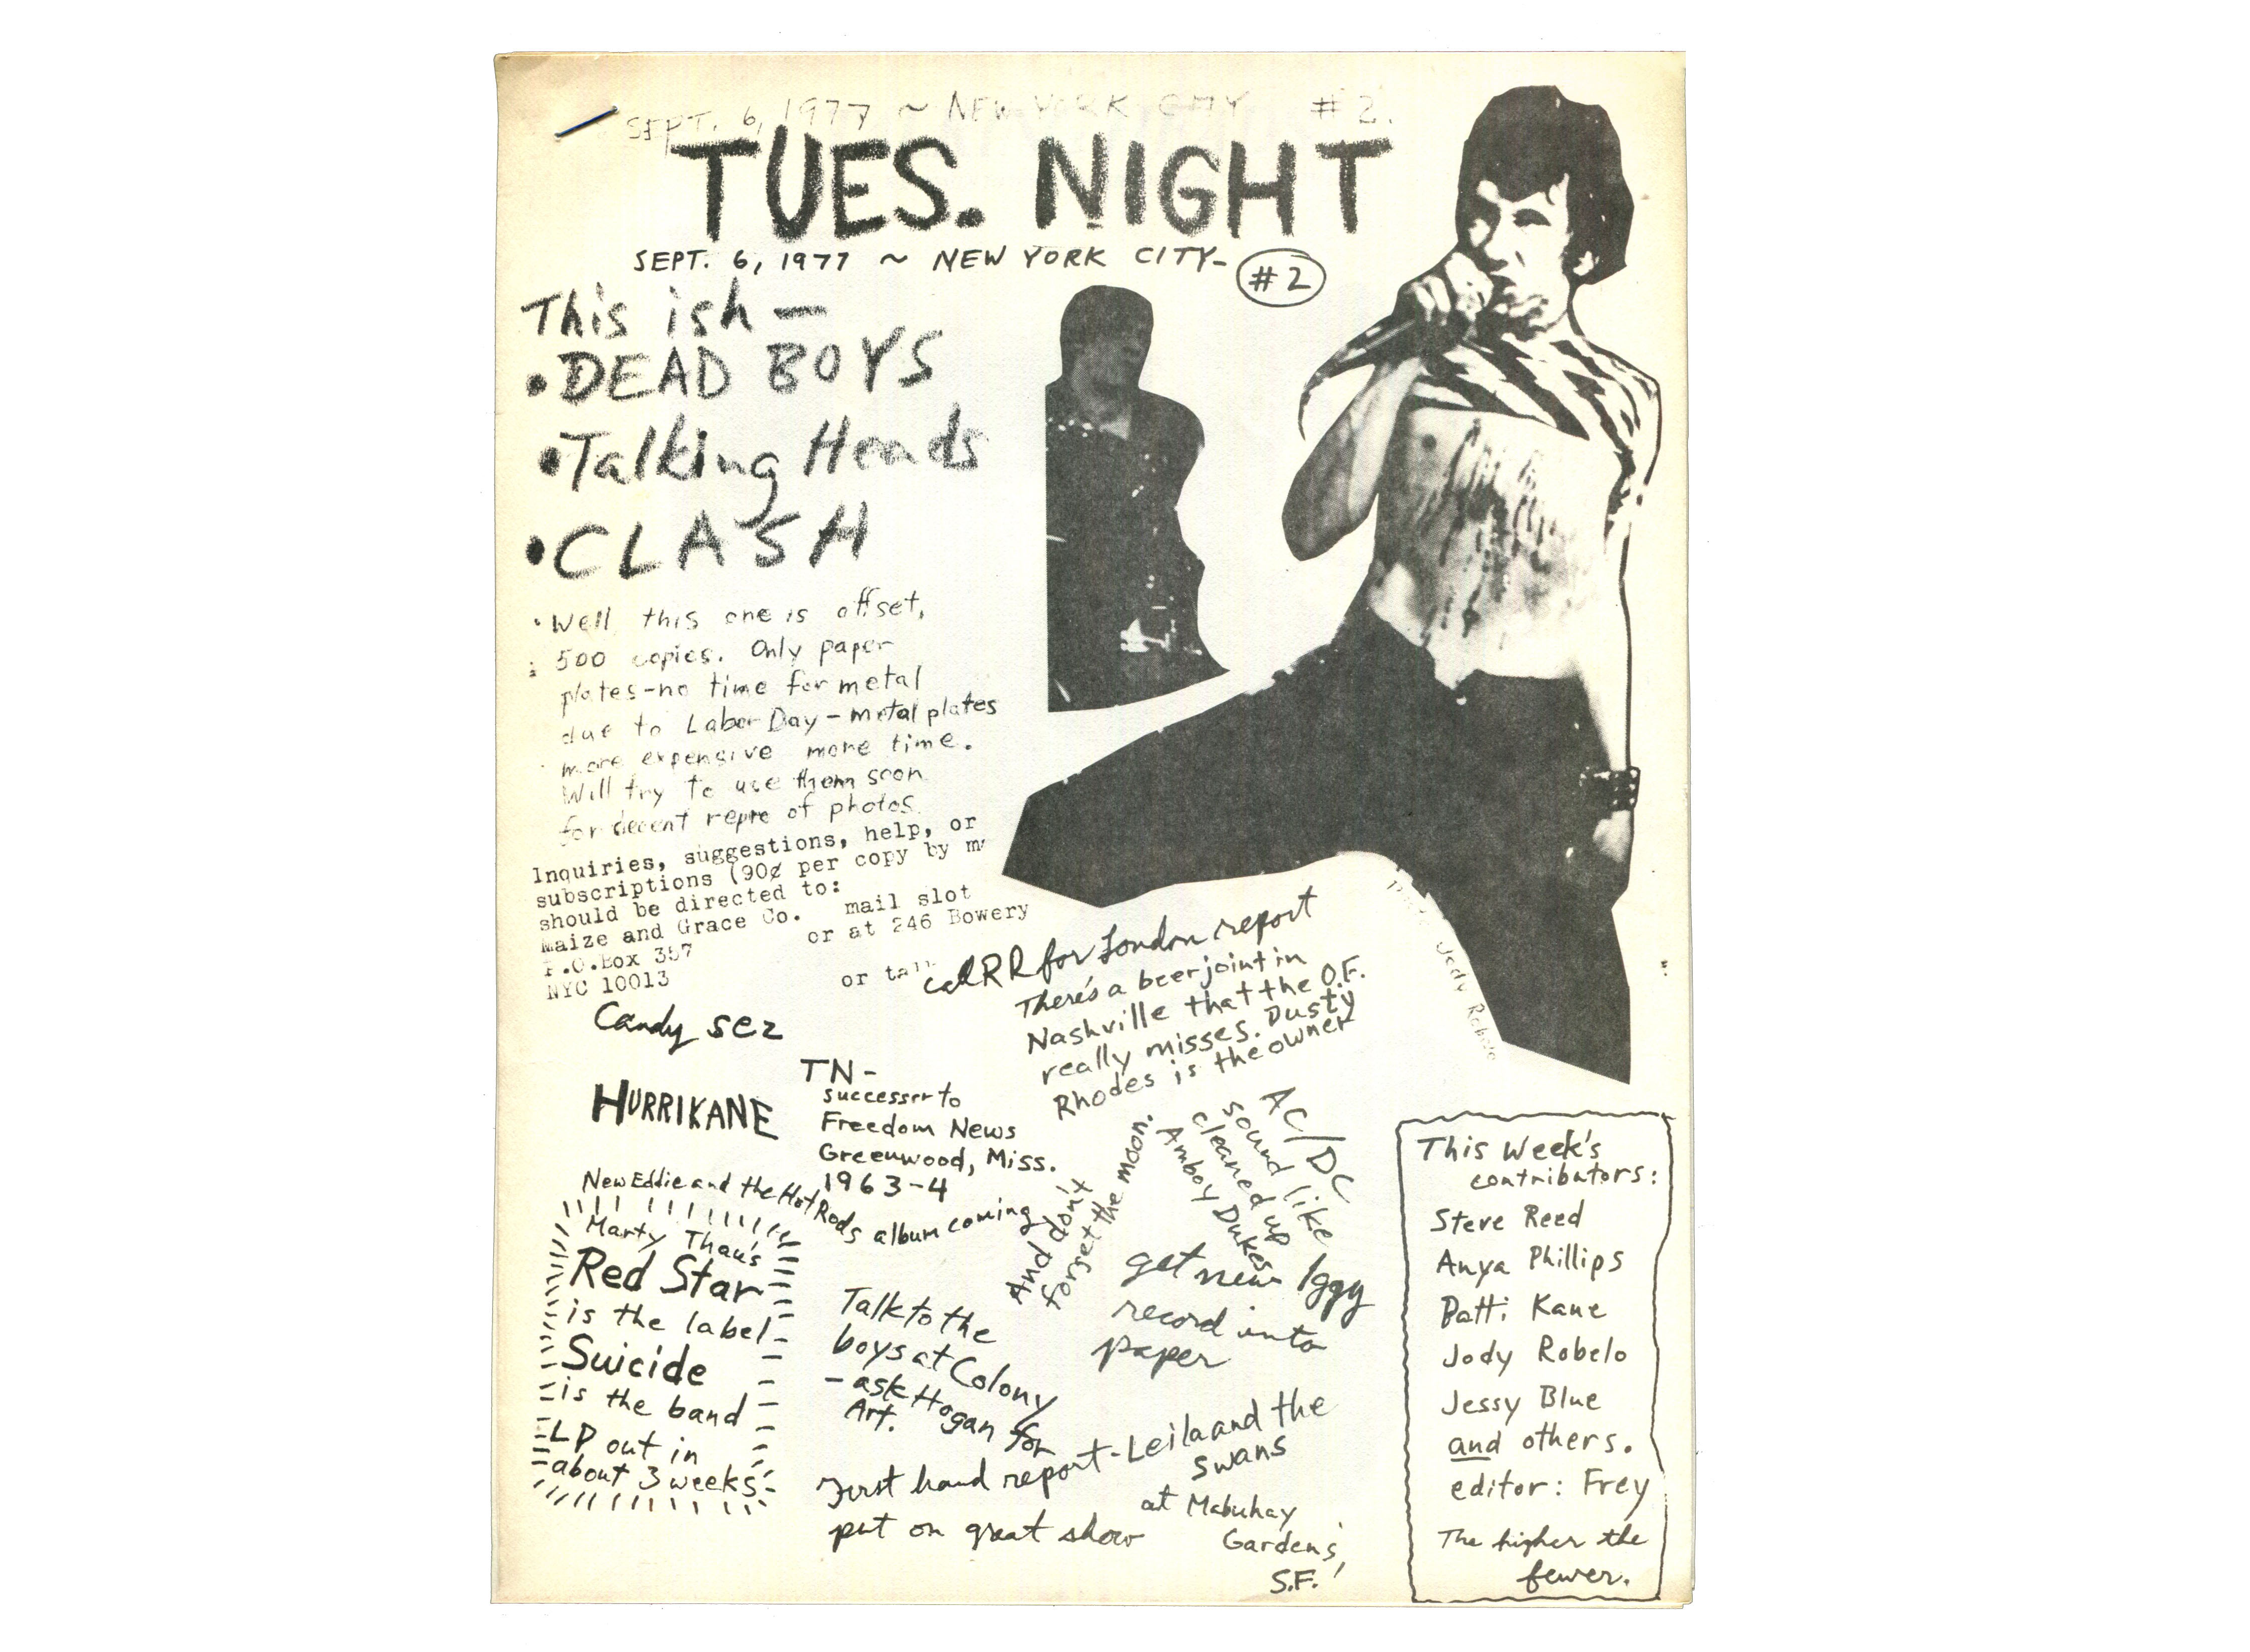 SEPT. 6, 1977 ~ NEW YORK CITY #2.
TUES. NIGHT
SEPT. 6, 1977 ~ NEW YORK CITY- #2
This ish —
•DEAD BOYS
•Talking Heads
•CLASH
Well this one is offset,
500 copies. Only paper
plates-no time for metal
due to Labor Day - metal plates
more expensive more time.
Will try to use them soon
for decent repro of photos.
Inquiries, suggestions, help, or
subscriptions (90¢ per copy by
should be directed to:
Maize and Grace Co. mail slot
P.O.Box 357 or at 246 Bowery
NYC 10013
or
call RR for London report
There's a beer joint in
Nashville that the O.F.
really misses. Dusty
Rhodes is the owner
Jody Robelo
Candy sez
HURRIKANE
TN-
successor to
Freedom News
Greenwood, Miss.
1963-4
New Eddie and the Hot Rods album coming
And don't
forget the moon.
AC/DC
sound like
cleaned up
Amboy Dukes
get new Iggy
record into
paper
Marty Thau's
Red Star
is the label
Suicide
is the band
LP out in
about 3 weeks
Talk to the
boys at Colony
- ask Hogan for
Art.
First hand report - Leila and the
Swans
put on great show
at Mabuhay
Gardens,
S.F.!
This Week's
contributors:
Steve Reed
Anya Phillips
Patti Kane
Jody Robelo
Jessy Blue
and others.
editor: Frey
The higher the
fewer.